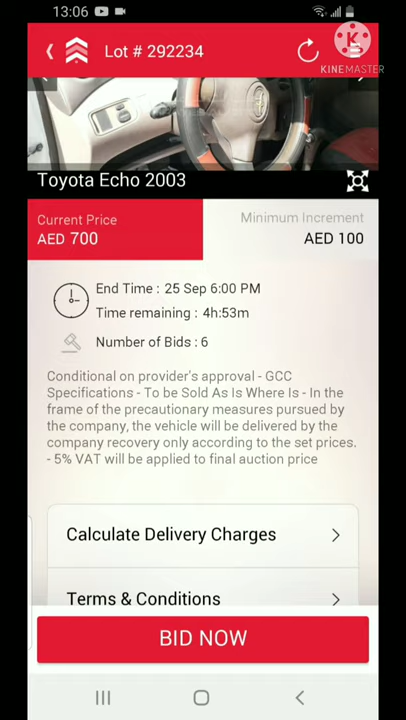 13:06
Lot # 292234
KINEMASTER
Toyota Echo 2003
Current Price
AED 700
Minimum Increment
AED 100
End Time : 25 Sep 6:00 PM
Time remaining : 4h:53m
Number of Bids : 6
Conditional on provider's approval - GCC
Specifications - To be Sold As Is Where Is - In the
frame of the precautionary measures pursued by
the company, the vehicle will be delivered by the
company recovery only according to the set prices.
- 5% VAT will be applied to final auction price
Calculate Delivery Charges
Terms & Conditions
BID NOW